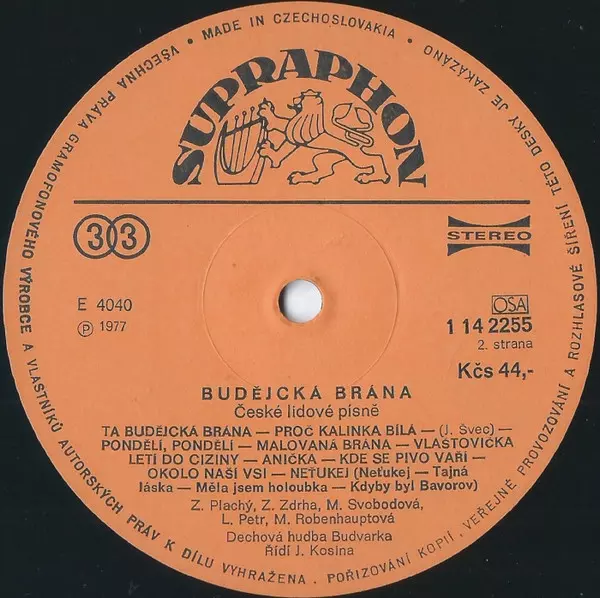 VŠECHNA PRÁVA GRAMOFONOVÉHO VÝROBCE A VLASTNÍKŮ AUTORSKÝCH PRÁV K DÍLU VYHRAŽENA . POŘIZOVÁNÍ KOPIÍ . VEŘEJNÉ PROVOZOVÁNÍ A ROZHLASOVÉ ŠÍŘENÍ TÉTO DESKY JE ZAKÁZÁNO
• MADE IN CZECHOSLOVAKIA •
SUPRAPHON
33
STEREO
E 4040
Ⓟ 1977
OSA
1 14 2255
2. strana
Kčs 44,-
BUDĚJCKÁ BRÁNA
České lidové písně
TA BUDĚJCKÁ BRÁNA — PROČ KALINKA BÍLÁ — (J. Švec) —
PONDĚLÍ, PONDĚLÍ — MALOVANÁ BRÁNA — VLAŠTOVIČKA
LETÍ DO CIZINY — ANIČKA — KDE SE PIVO VAŘÍ —
OKOLO NAŠÍ VSI — NEŤUKEJ (Neťukej — Tajná
láska — Měla jsem holoubka — Kdyby byl Bavorov)
Z. Plachý, Z. Zdrha, M. Svobodová,
L. Petr, M. Robenhauptová
Dechová hudba Budvarka
Řídí J. Kosina